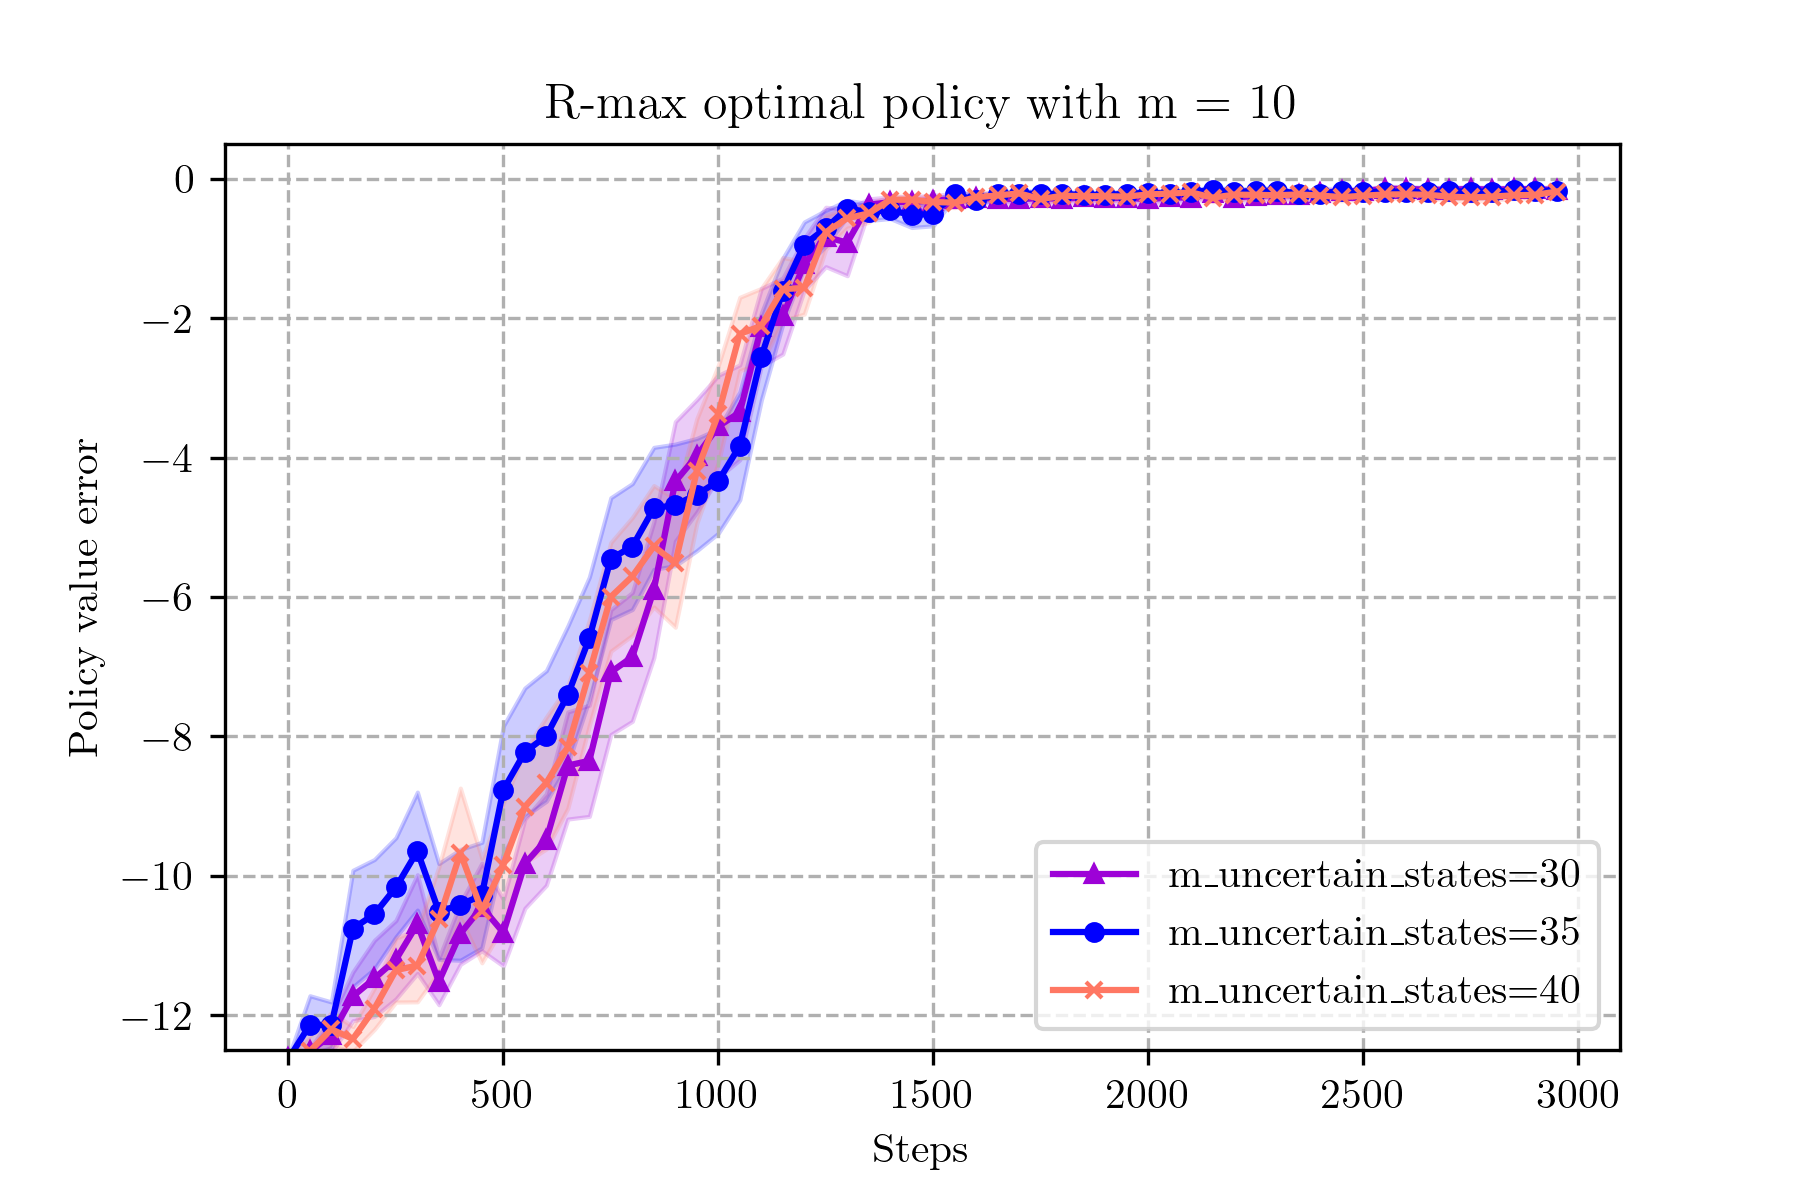 R-max optimal policy with m = 10
Policy value error
0
−2
−4
−6
−8
−10
−12
m_uncertain_states=30
m_uncertain_states=35
m_uncertain_states=40
0 500 1000 1500 2000 2500 3000
Steps